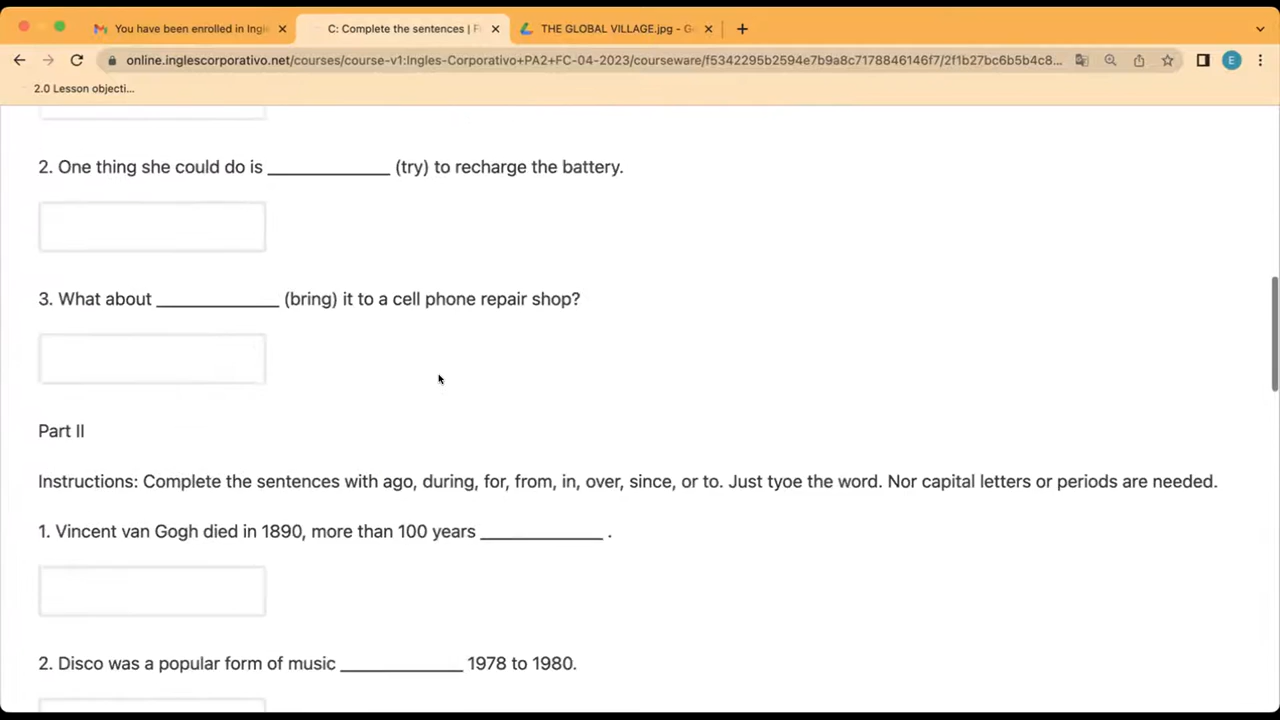 You have been enrolled in Ingl
C: Complete the sentences | F
THE GLOBAL VILLAGE.jpg - G
online.inglescorporativo.net/courses/course-v1:Ingles-Corporativo+PA2+FC-04-2023/courseware/f5342295b2594e7b9a8c7178846146f7/2f1b27bc6b5b4c8...
E
2.0 Lesson objecti...
2. One thing she could do is ____________ (try) to recharge the battery.
3. What about ____________ (bring) it to a cell phone repair shop?
Part II
Instructions: Complete the sentences with ago, during, for, from, in, over, since, or to. Just tyoe the word. Nor capital letters or periods are needed.
1. Vincent van Gogh died in 1890, more than 100 years ____________ .
2. Disco was a popular form of music ____________ 1978 to 1980.